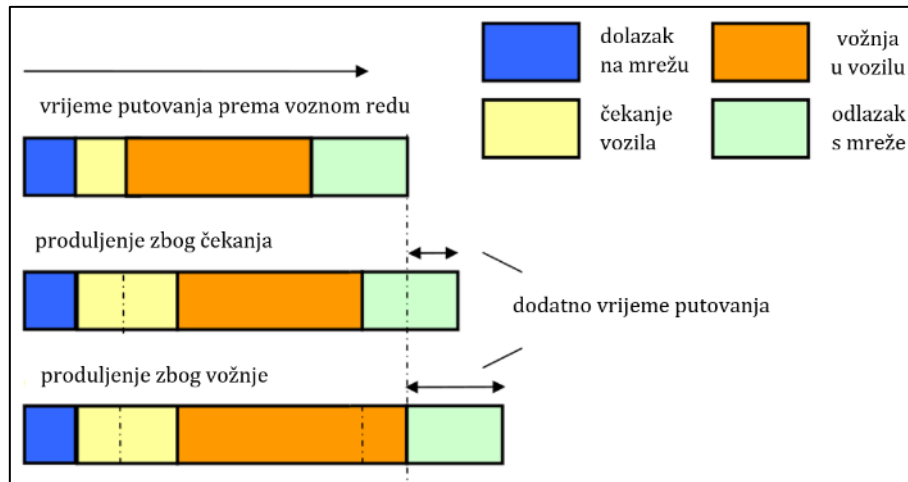 dolazak
na mrežu
vožnja
u vozilu
čekanje
vozila
odlazak
s mreže
vrijeme putovanja prema voznom redu
produljenje zbog čekanja
dodatno vrijeme putovanja
produljenje zbog vožnje